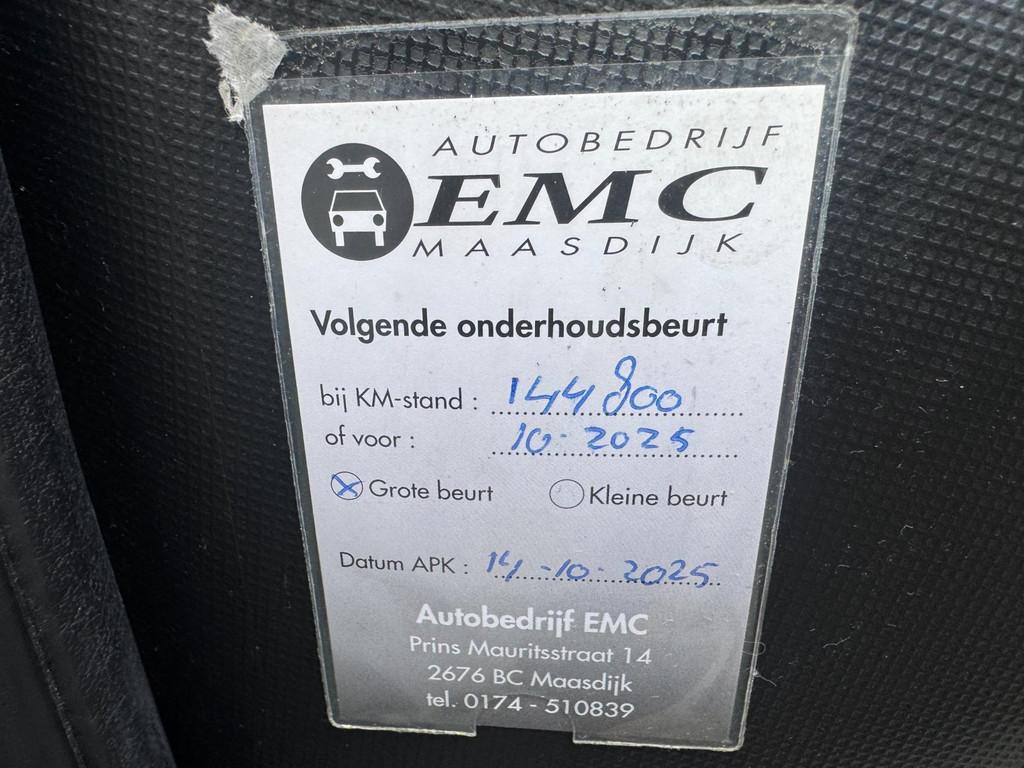 AUTOBEDRIJF
EMC
MAASDIJK
Volgende onderhoudsbeurt
bij KM-stand : 144800
of voor : 10-2025
Grote beurt Kleine beurt
Datum APK : 14-10-2025
Autobedrijf EMC
Prins Mauritsstraat 14
2676 BC Maasdijk
tel. 0174 - 510839